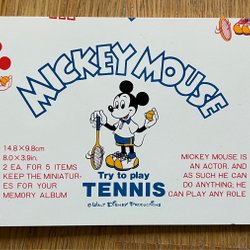 MICKEY MOUSE
14.8×9.8cm
8.0×3.9in.
2 EA. FOR 5 ITEMS
KEEP THE MINIATUR-
ES FOR YOUR
MEMORY ALBUM
Try to play
TENNIS
© WALT DISNEY PRODUCTIONS
MICKEY MOUSE IS
AN ACTOR, AND
AS SUCH HE CAN
DO ANYTHING; HE
CAN PLAY ANY ROLE